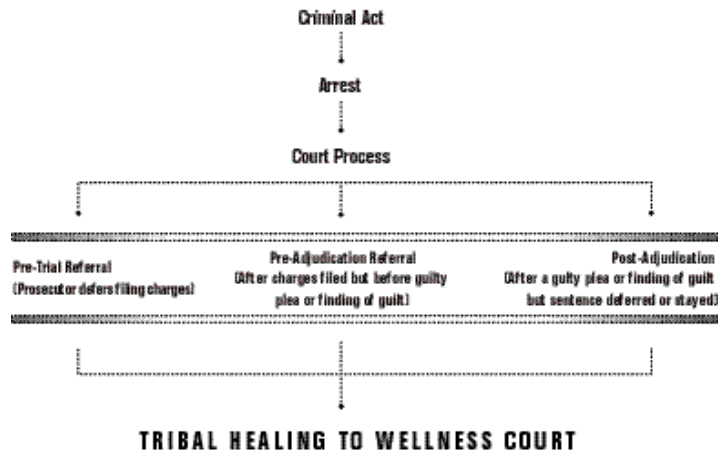 Criminal Act
Arrest
Court Process
Pre-Trial Referral
(Prosecutor defers filing charges)
Pre-Adjudication Referral
(After charges filed but before guilty
plea or finding of guilt)
Post-Adjudication
(After a guilty plea or finding of guilt
but sentence deferred or stayed)
TRIBAL HEALING TO WELLNESS COURT